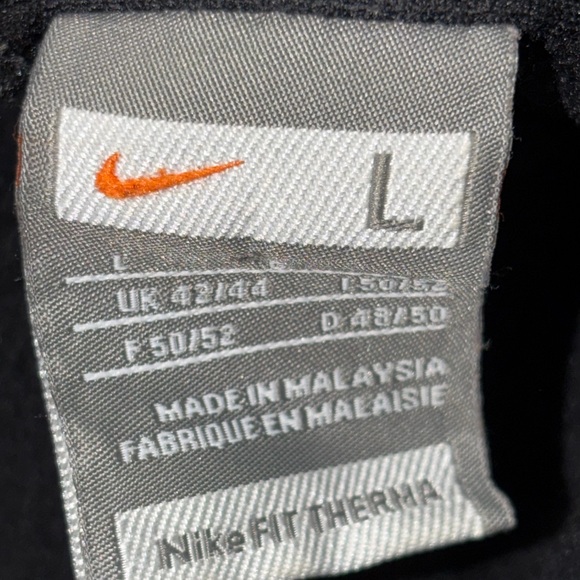 L
L
UK 42/44 I 50/52
F 50/52 D 48/50
MADE IN MALAYSIA
FABRIQUE EN MALAISIE
Nike FIT THERMA